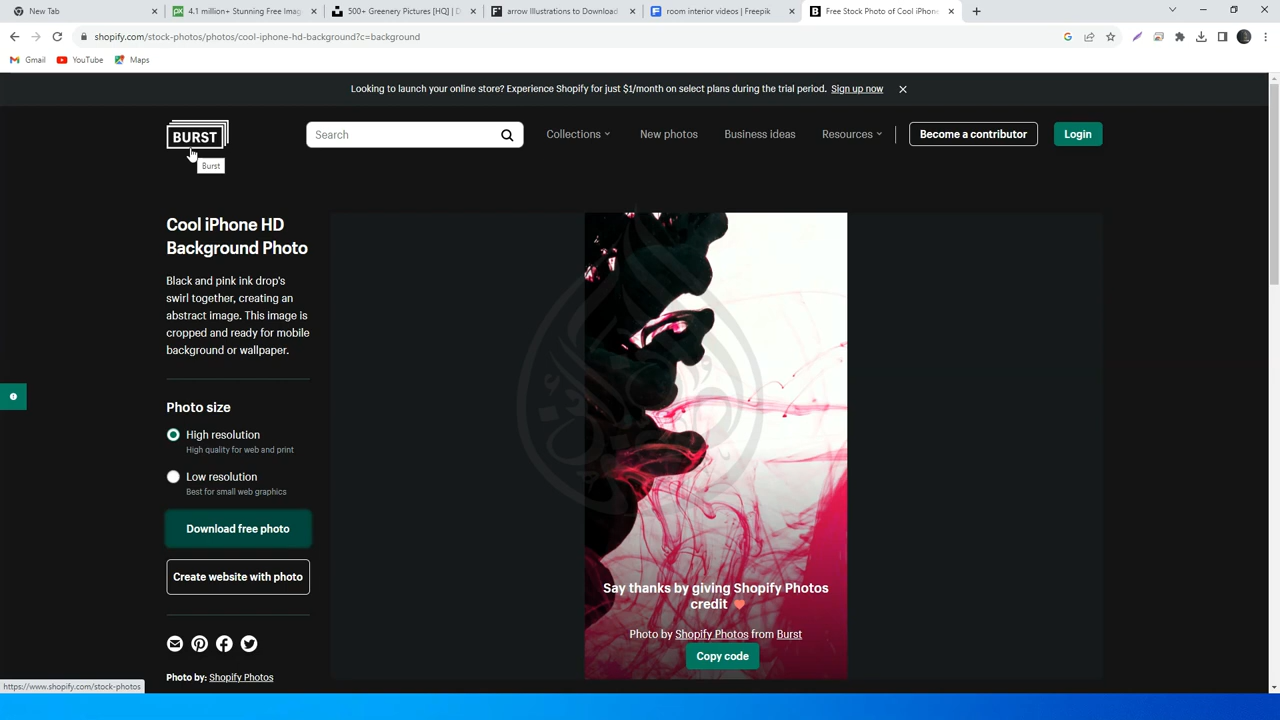 New Tab
4.1 million+ Stunning Free Imag
500+ Greenery Pictures [HQ] | D
arrow Illustrations to Download
room interior videos | Freepik
Free Stock Photo of Cool iPhone
shopify.com/stock-photos/photos/cool-iphone-hd-background?c=background
Gmail YouTube Maps
Looking to launch your online store? Experience Shopify for just $1/month on select plans during the trial period. Sign up now
BURST
Search
Collections
New photos
Business ideas
Resources
Become a contributor
Login
Burst
Cool iPhone HD
Background Photo
Black and pink ink drop's
swirl together, creating an
abstract image. This image is
cropped and ready for mobile
background or wallpaper.
Photo size
High resolution
High quality for web and print
Low resolution
Best for small web graphics
Download free photo
Create website with photo
Photo by: Shopify Photos
Say thanks by giving Shopify Photos
credit
Photo by Shopify Photos from Burst
Copy code
https://www.shopify.com/stock-photos